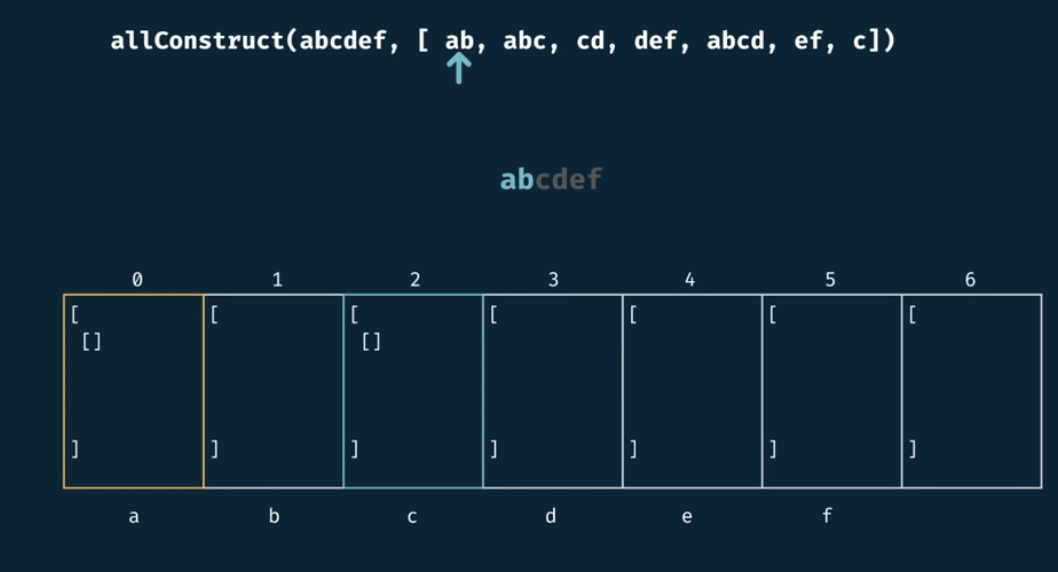 allConstruct(abcdef, [ ab, abc, cd, def, abcd, ef, c])
abcdef
0 1 2 3 4 5 6
[ [ [ [ [ [ [
[] []
] ] ] ] ] ] ]
a b c d e f